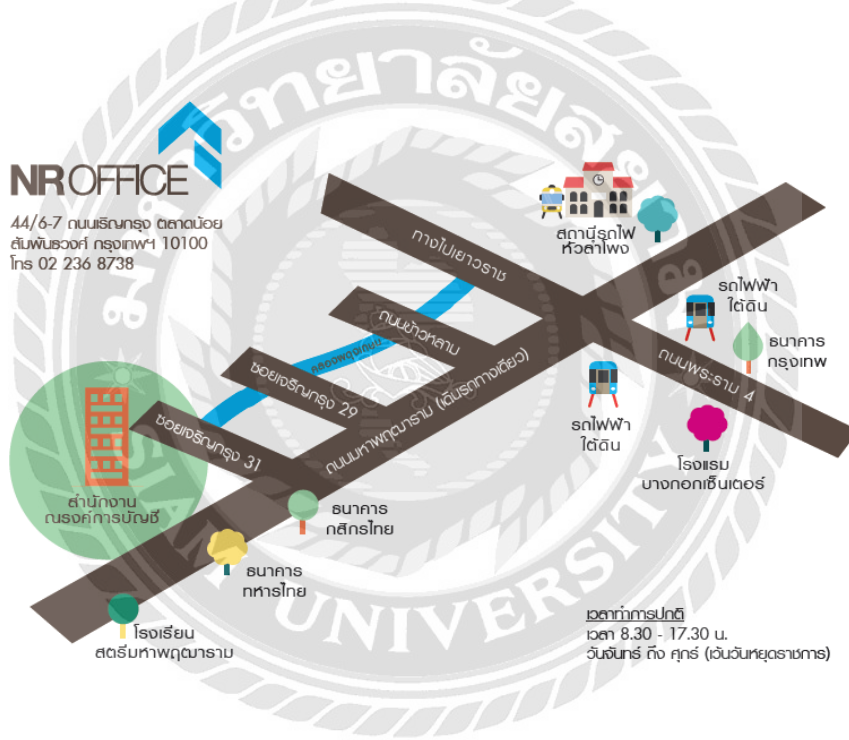 มหาวิทยาลัยสยาม
NR OFFICE
44/6-7 ถนนเจริญกรุง ตลาดน้อย
สัมพันธวงศ์ กรุงเทพฯ 10100
โทร 02 236 8738
สถานีรถไฟ
หัวลำโพง
ทางไปเยาวราช
รถไฟฟ้า
ใต้ดิน
ถนนข้าวหลาม
ธนาคาร
กรุงเทพ
ถนนพระราม 4
ซอยเจริญกรุง 29
ถนนมหาพฤฒาราม (เดินรถทางเดียว)
รถไฟฟ้า
ใต้ดิน
ซอยเจริญกรุง 31
โรงแรม
บางกอกเซ็นเตอร์
สำนักงาน
ณรงค์การบัญชี
ธนาคาร
กสิกรไทย
ธนาคาร
ทหารไทย
โรงเรียน
สตรีมหาพฤฒาราม
เวลาทำการปกติ
เวลา 8.30 - 17.30 น.
วันจันทร์ ถึง ศุกร์ (เว้นวันหยุดราชการ)
SIAM UNIVERSITY